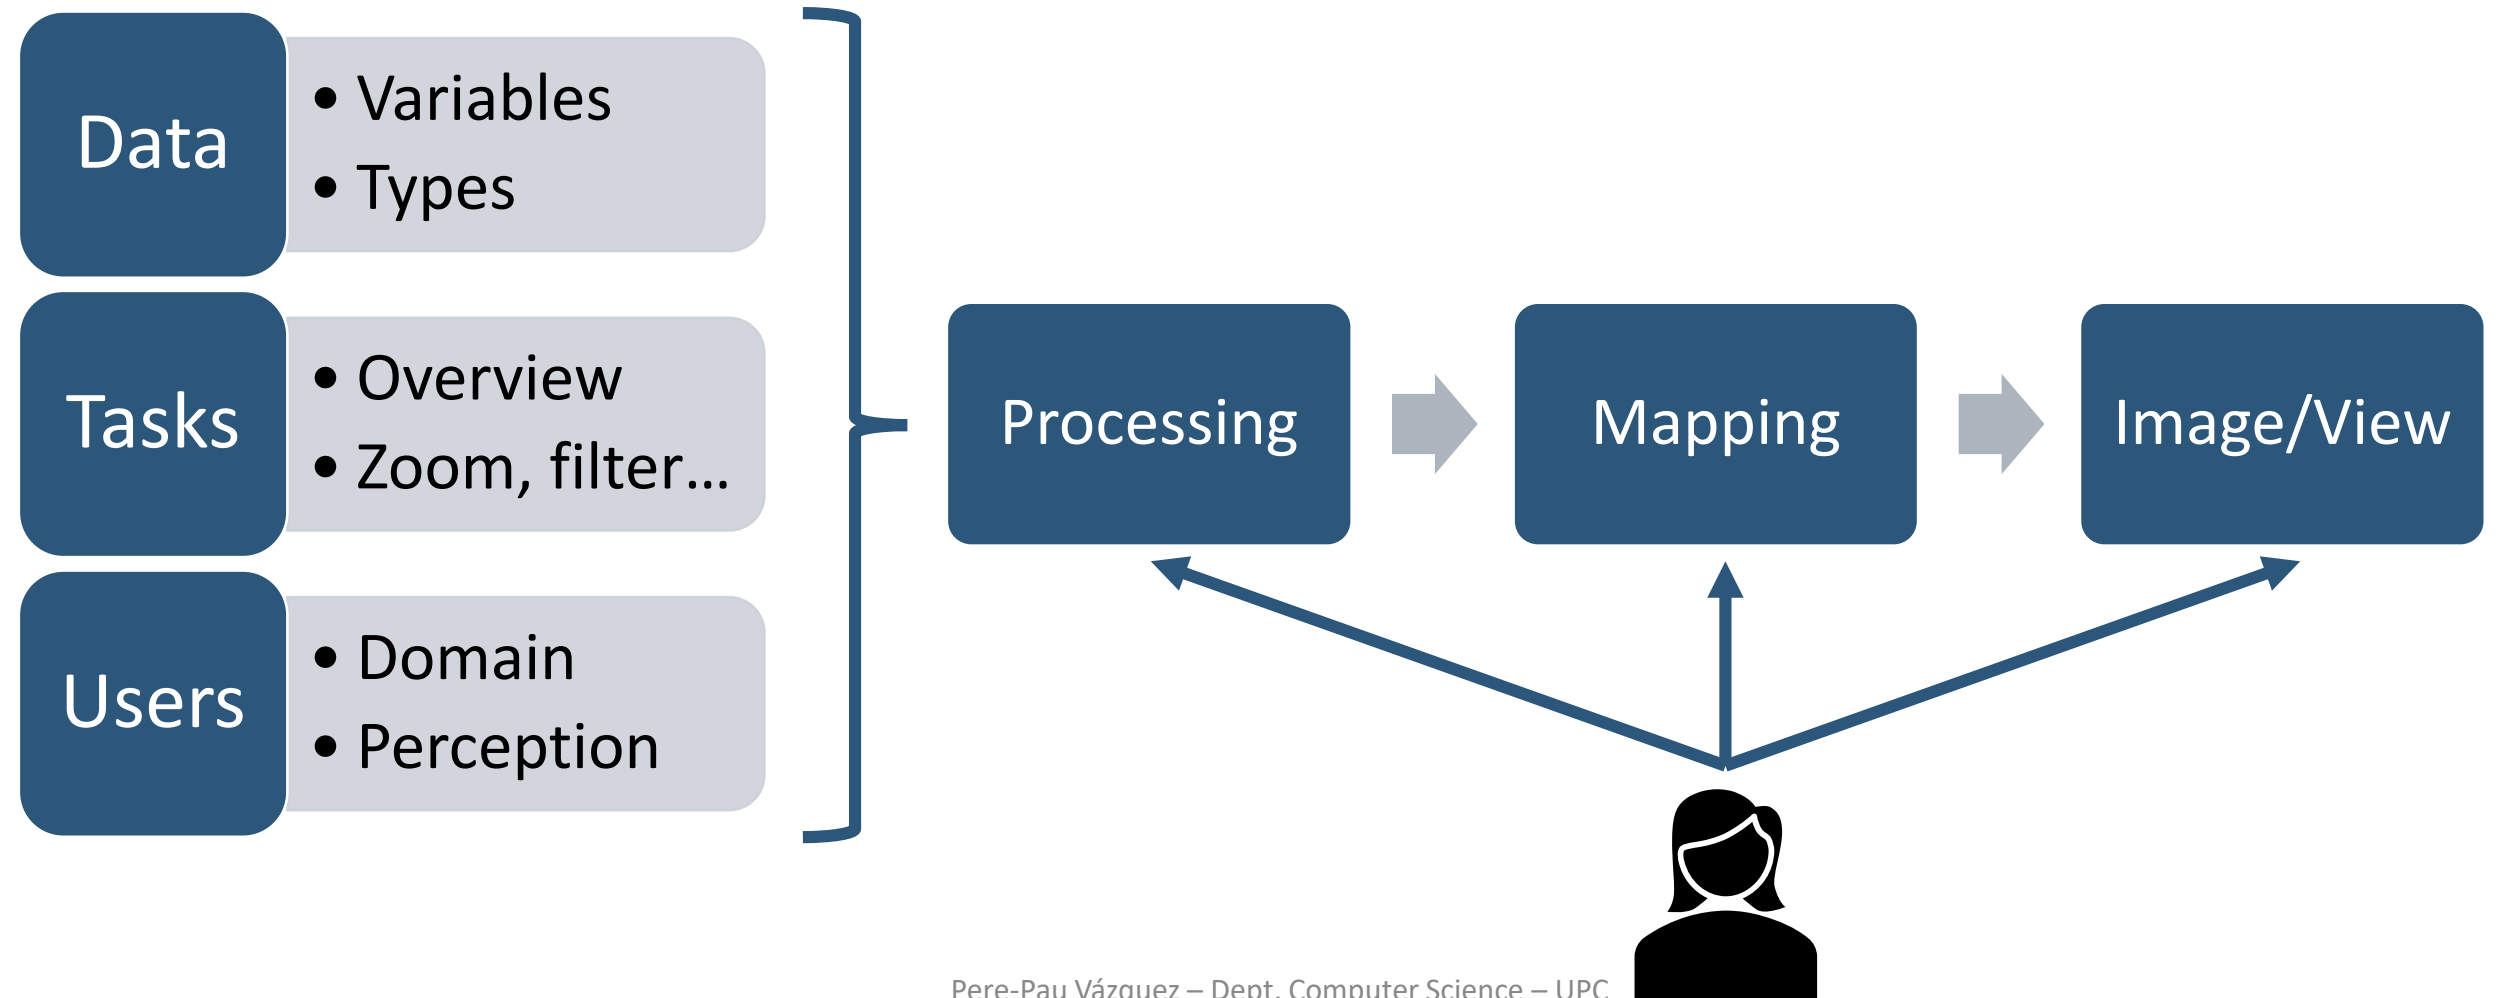 Data
• Variables
• Types
Tasks
• Overview
• Zoom, filter…
Users
• Domain
• Perception
Processing
Mapping
Image/View
Pere-Pau Vázquez – Dept. Computer Science – UPC